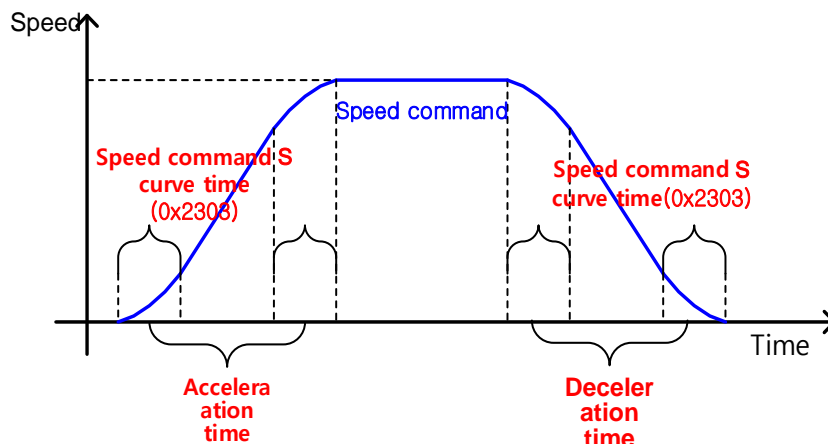 Speed
Speed command
Speed command S
curve time
(0x2303)
Speed command S
curve time(0x2303)
Time
Accelera
ation
time
Deceler
ation
time